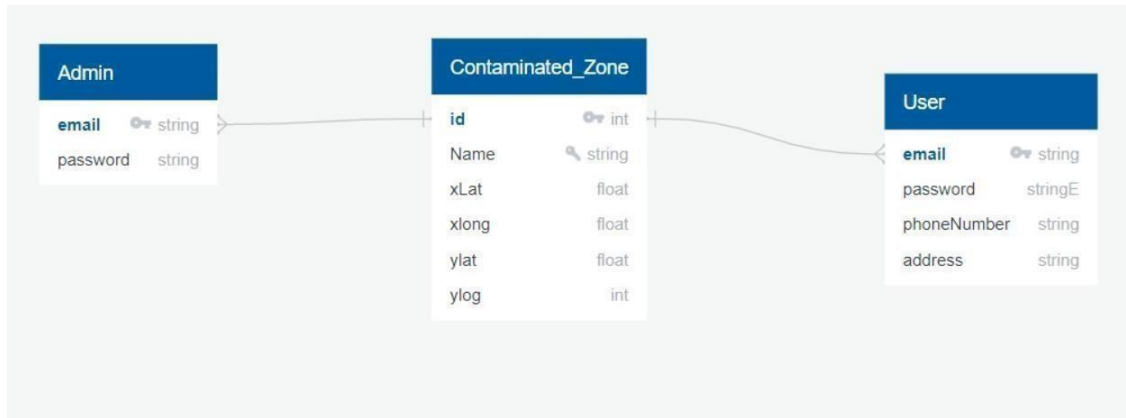 Admin
email string
password string
Contaminated_Zone
id int
Name string
xLat float
xlong float
ylat float
ylog int
User
email string
password stringE
phoneNumber string
address string